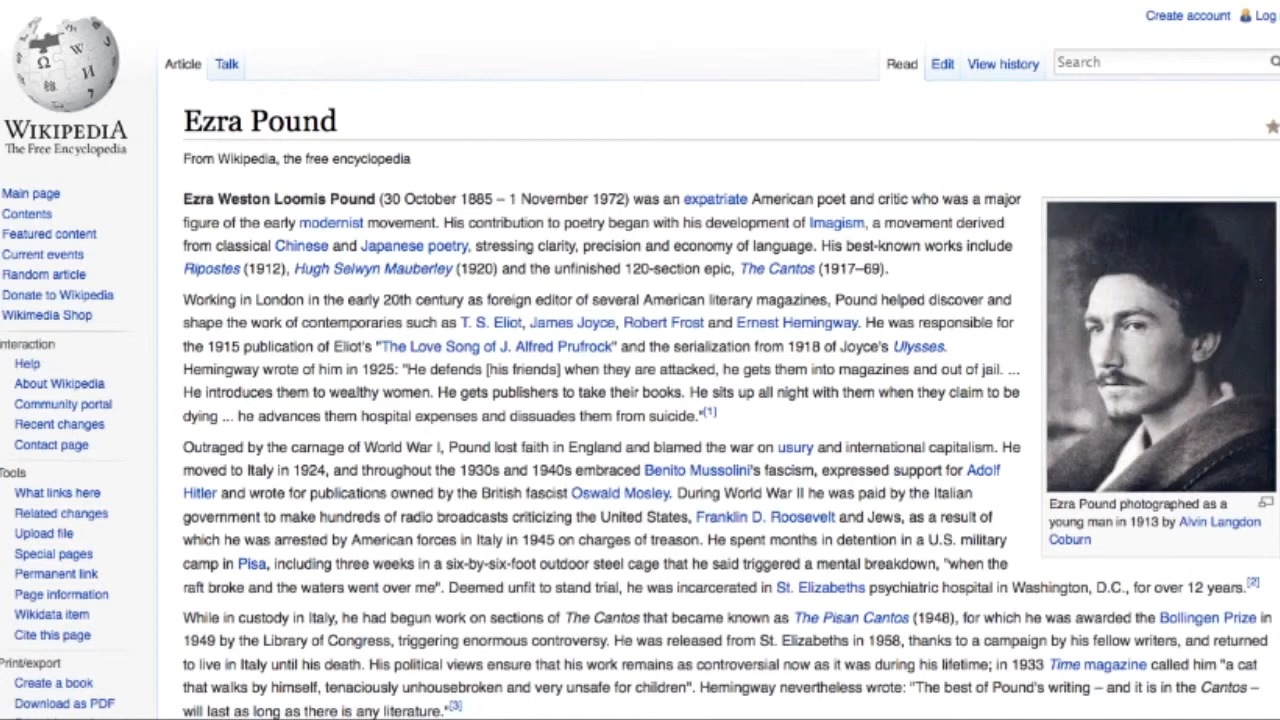 Create account Log
Article Talk Read Edit View history Search
WIKIPEDIA
The Free Encyclopedia
Main page
Contents
Featured content
Current events
Random article
Donate to Wikipedia
Wikimedia Shop
nteraction
Help
About Wikipedia
Community portal
Recent changes
Contact page
Tools
What links here
Related changes
Upload file
Special pages
Permanent link
Page information
Wikidata item
Cite this page
Print/export
Create a book
Download as PDF
Ezra Pound
From Wikipedia, the free encyclopedia
Ezra Weston Loomis Pound (30 October 1885 – 1 November 1972) was an expatriate American poet and critic who was a major
figure of the early modernist movement. His contribution to poetry began with his development of Imagism, a movement derived
from classical Chinese and Japanese poetry, stressing clarity, precision and economy of language. His best-known works include
Ripostes (1912), Hugh Selwyn Mauberley (1920) and the unfinished 120-section epic, The Cantos (1917–69).
Working in London in the early 20th century as foreign editor of several American literary magazines, Pound helped discover and
shape the work of contemporaries such as T. S. Eliot, James Joyce, Robert Frost and Ernest Hemingway. He was responsible for
the 1915 publication of Eliot's "The Love Song of J. Alfred Prufrock" and the serialization from 1918 of Joyce's Ulysses.
Hemingway wrote of him in 1925: "He defends [his friends] when they are attacked, he gets them into magazines and out of jail. ...
He introduces them to wealthy women. He gets publishers to take their books. He sits up all night with them when they claim to be
dying ... he advances them hospital expenses and dissuades them from suicide."[1]
Outraged by the carnage of World War I, Pound lost faith in England and blamed the war on usury and international capitalism. He
moved to Italy in 1924, and throughout the 1930s and 1940s embraced Benito Mussolini's fascism, expressed support for Adolf
Hitler and wrote for publications owned by the British fascist Oswald Mosley. During World War II he was paid by the Italian
government to make hundreds of radio broadcasts criticizing the United States, Franklin D. Roosevelt and Jews, as a result of
which he was arrested by American forces in Italy in 1945 on charges of treason. He spent months in detention in a U.S. military
camp in Pisa, including three weeks in a six-by-six-foot outdoor steel cage that he said triggered a mental breakdown, "when the
raft broke and the waters went over me". Deemed unfit to stand trial, he was incarcerated in St. Elizabeths psychiatric hospital in Washington, D.C., for over 12 years.[2]
While in custody in Italy, he had begun work on sections of The Cantos that became known as The Pisan Cantos (1948), for which he was awarded the Bollingen Prize in
1949 by the Library of Congress, triggering enormous controversy. He was released from St. Elizabeths in 1958, thanks to a campaign by his fellow writers, and returned
to live in Italy until his death. His political views ensure that his work remains as controversial now as it was during his lifetime; in 1933 Time magazine called him "a cat
that walks by himself, tenaciously unhousebroken and very unsafe for children". Hemingway nevertheless wrote: "The best of Pound's writing – and it is in the Cantos –
will last as long as there is any literature."[3]
Ezra Pound photographed as a
young man in 1913 by Alvin Langdon
Coburn